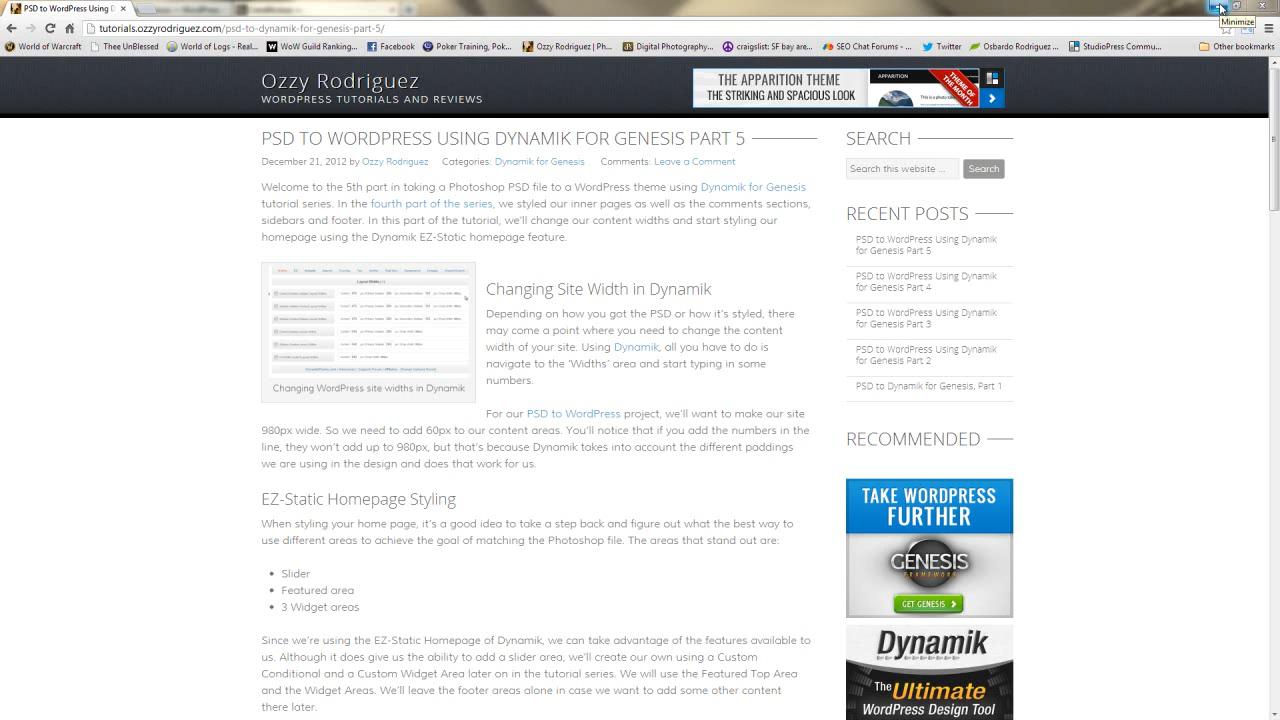 PSD to WordPress Using D
Minimize
tutorials.ozzyrodriguez.com/psd-to-dynamik-for-genesis-part-5/
World of Warcraft
The UnBlessed
World of Logs - Real...
WoW Guild Ranking...
Facebook
Poker Training, Pok...
Ozzy Rodriguez | Ph...
Digital Photography...
craigslist: SF bay are...
SEO Chat Forums - ...
Twitter
Osbardo Rodriguez...
StudioPress Commu...
Other bookmarks
Ozzy Rodriguez
WORDPRESS TUTORIALS AND REVIEWS
THE APPARITION THEME
THE STRIKING AND SPACIOUS LOOK
APPARITION
THEME OF THE MONTH
PSD TO WORDPRESS USING DYNAMIK FOR GENESIS PART 5
December 21, 2012 by Ozzy Rodriguez Categories: Dynamik for Genesis Comments: Leave a Comment
Welcome to the 5th part in taking a Photoshop PSD file to a WordPress theme using Dynamik for Genesis
tutorial series. In the fourth part of the series, we styled our inner pages as well as the comments sections,
sidebars and footer. In this part of the tutorial, we'll change our content widths and start styling our
homepage using the Dynamik EZ-Static homepage feature.
Changing WordPress site widths in Dynamik
Changing Site Width in Dynamik
Depending on how you got the PSD or how it's styled, there
may come a point where you need to change the content
width of your site. Using Dynamik, all you have to do is
navigate to the 'Widths' area and start typing in some
numbers.
For our PSD to WordPress project, we'll want to make our site
980px wide. So we need to add 60px to our content areas. You'll notice that if you add the numbers in the
line, they won't add up to 980px, but that's because Dynamik takes into account the different paddings
we are using in the design and does that work for us.
EZ-Static Homepage Styling
When styling your home page, it's a good idea to take a step back and figure out what the best way to
use different areas to achieve the goal of matching the Photoshop file. The areas that stand out are:
Slider
Featured area
3 Widget areas
Since we're using the EZ-Static Homepage of Dynamik, we can take advantage of the features available to
us. Although it does give us the ability to add a slider area, we'll create our own using a Custom
Conditional and a Custom Widget Area later on in the tutorial series. We will use the Featured Top Area
and the Widget Areas. We'll leave the footer areas alone in case we want to add some other content
there later.
SEARCH
Search this website ...
Search
RECENT POSTS
PSD to WordPress Using Dynamik
for Genesis Part 5
PSD to WordPress Using Dynamik
for Genesis Part 4
PSD to WordPress Using Dynamik
for Genesis Part 3
PSD to WordPress Using Dynamik
for Genesis Part 2
PSD to Dynamik for Genesis, Part 1
RECOMMENDED
TAKE WORDPRESS
FURTHER
GENESIS
FRAMEWORK
GET GENESIS
Dynamik
The Ultimate
WordPress Design Tool